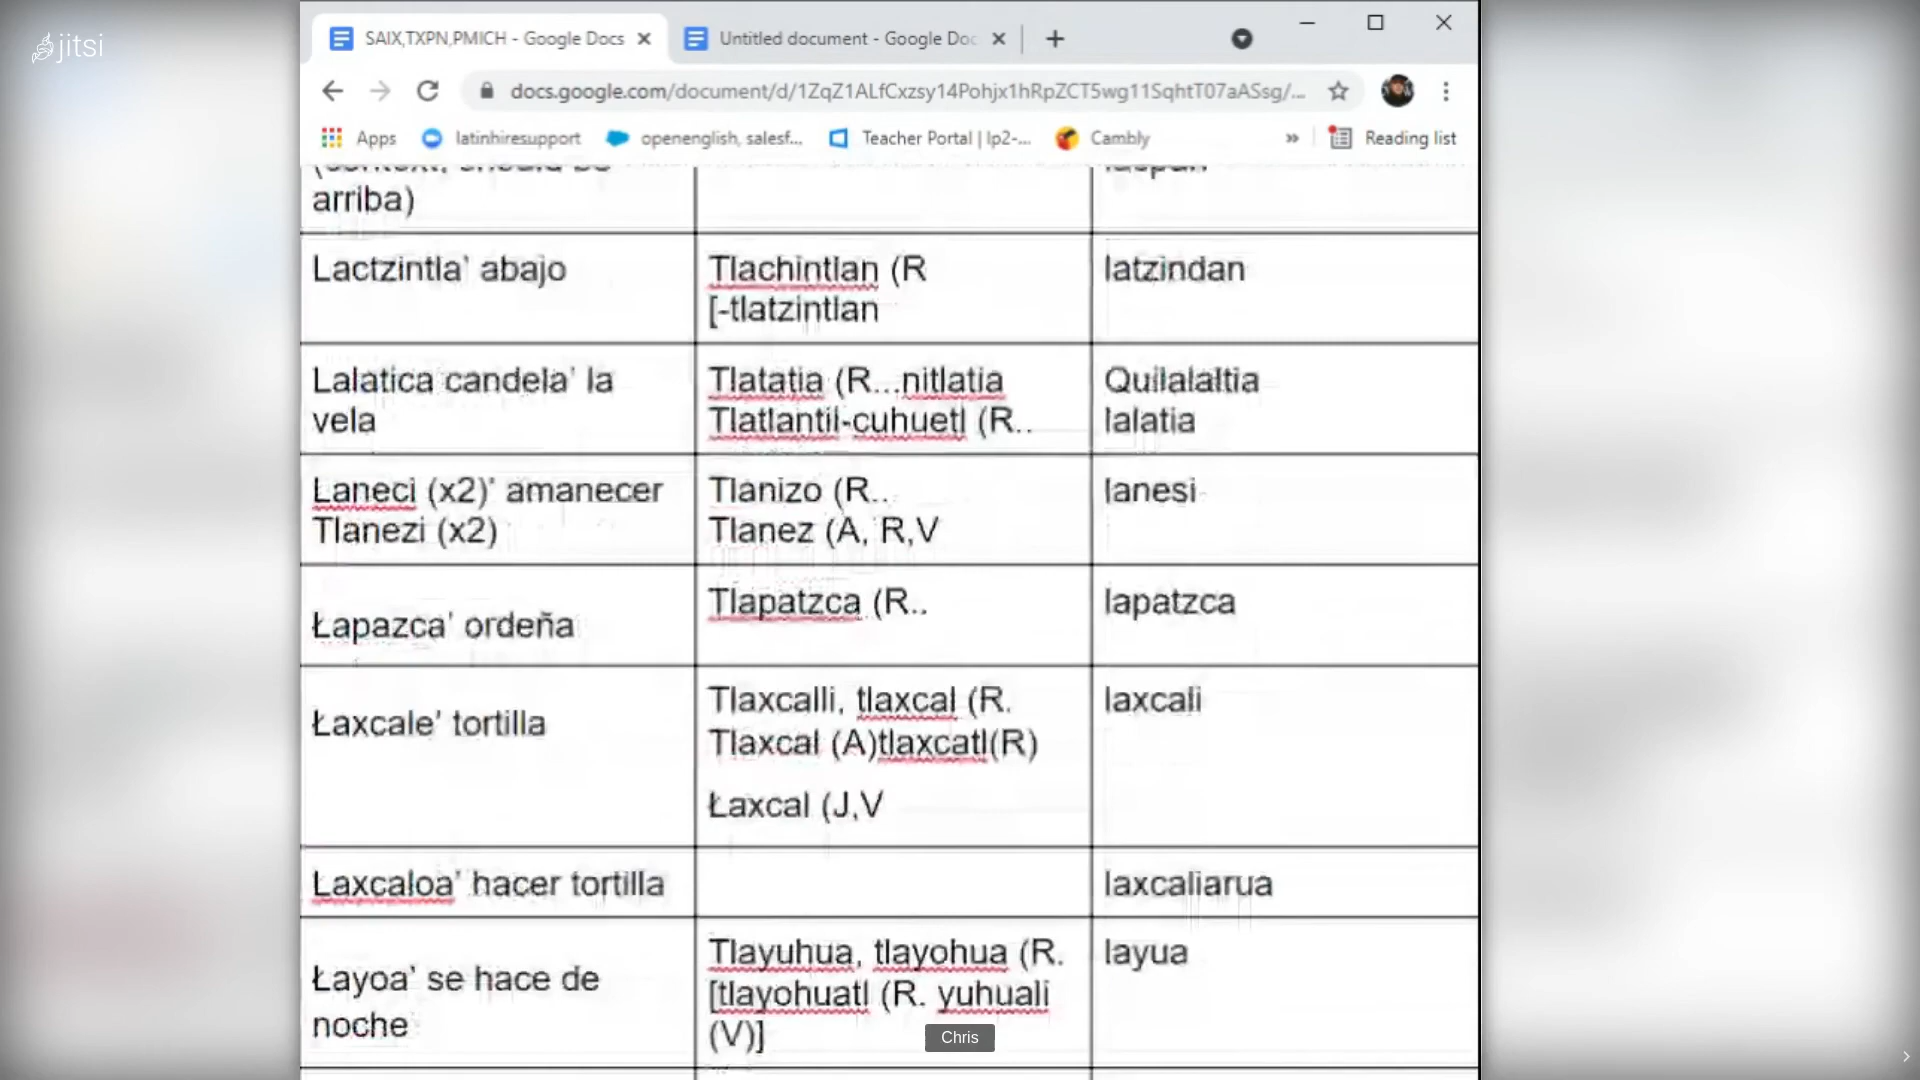 jitsi
SAIX,TXPN,PMICH - Google Docs
Untitled document - Google Doc
docs.google.com/document/d/1ZqZ1ALfCxzsy14Pohjx1hRpZCT5wg11SqhtT07aASsg/...
Apps latinhiresupport openenglish, salesf... Teacher Portal | lp2-... Cambly » Reading list
arriba)
Lactzintla' abajo
Tlachintlan (R
[-tlatzintlan
latzindan
Lalatica candela' la
vela
Tlatatia (R...nitlatia
Tlatlantil-cuhuetl (R..
Quilalaltia
lalatia
Laneci (x2)' amanecer
Tlanezi (x2)
Tlanizo (R..
Tlanez (A, R,V
lanesi
Łapazca' ordeña
Tlapatzca (R..
lapatzca
Łaxcale' tortilla
Tlaxcalli, tlaxcal (R.
Tlaxcal (A)tlaxcatl(R)
Łaxcal (J,V
laxcali
Laxcaloa' hacer tortilla
laxcaliarua
Łayoa' se hace de
noche
Tlayuhua, tlayohua (R.
[tlayohuatl (R. yuhuali
(V)]
layua
Chris